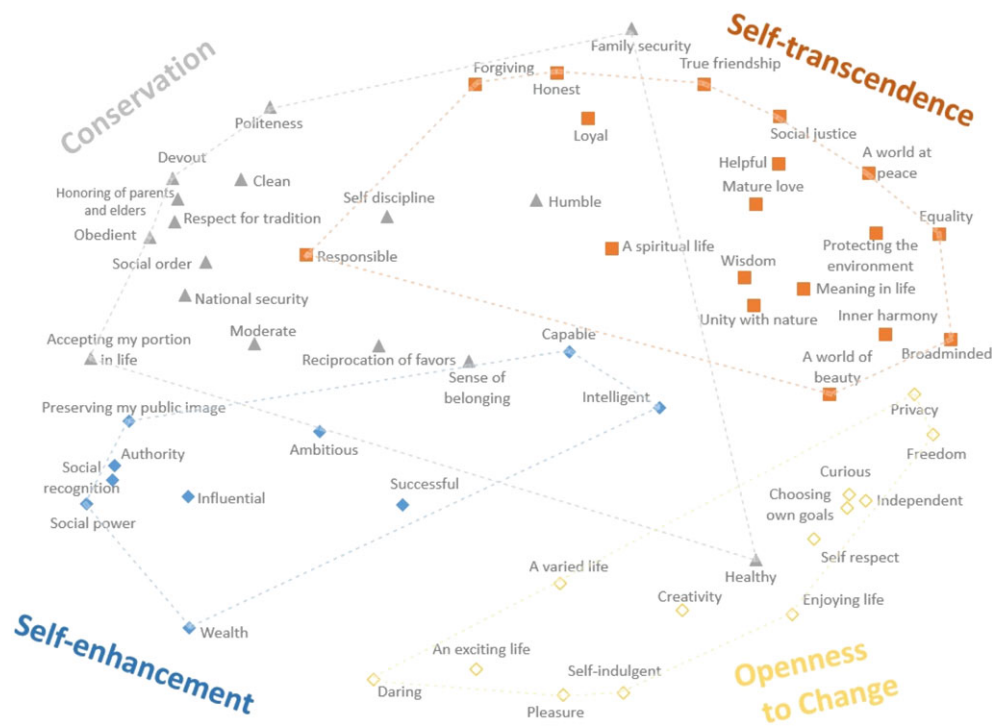 Self-transcendence
Conservation
Family security
Forgiving
Honest
True friendship
Politeness
Loyal
Social justice
Devout
Clean
Helpful
A world at
peace
Honoring of parents
and elders
Self discipline
Humble
Mature love
Respect for tradition
Equality
Obedient
Responsible
A spiritual life
Protecting the
environment
Social order
Wisdom
National security
Meaning in life
Unity with nature
Inner harmony
Accepting my portion
in life
Moderate
Reciprocation of favors
Capable
Sense of
belonging
A world of
beauty
Broadminded
Preserving my public image
Intelligent
Privacy
Ambitious
Freedom
Authority
Social
recognition
Influential
Successful
Curious
Choosing
own goals
Independent
Social power
Self respect
A varied life
Healthy
Creativity
Enjoying life
Wealth
Self-enhancement
An exciting life
Self-indulgent
Daring
Pleasure
Openness
to Change